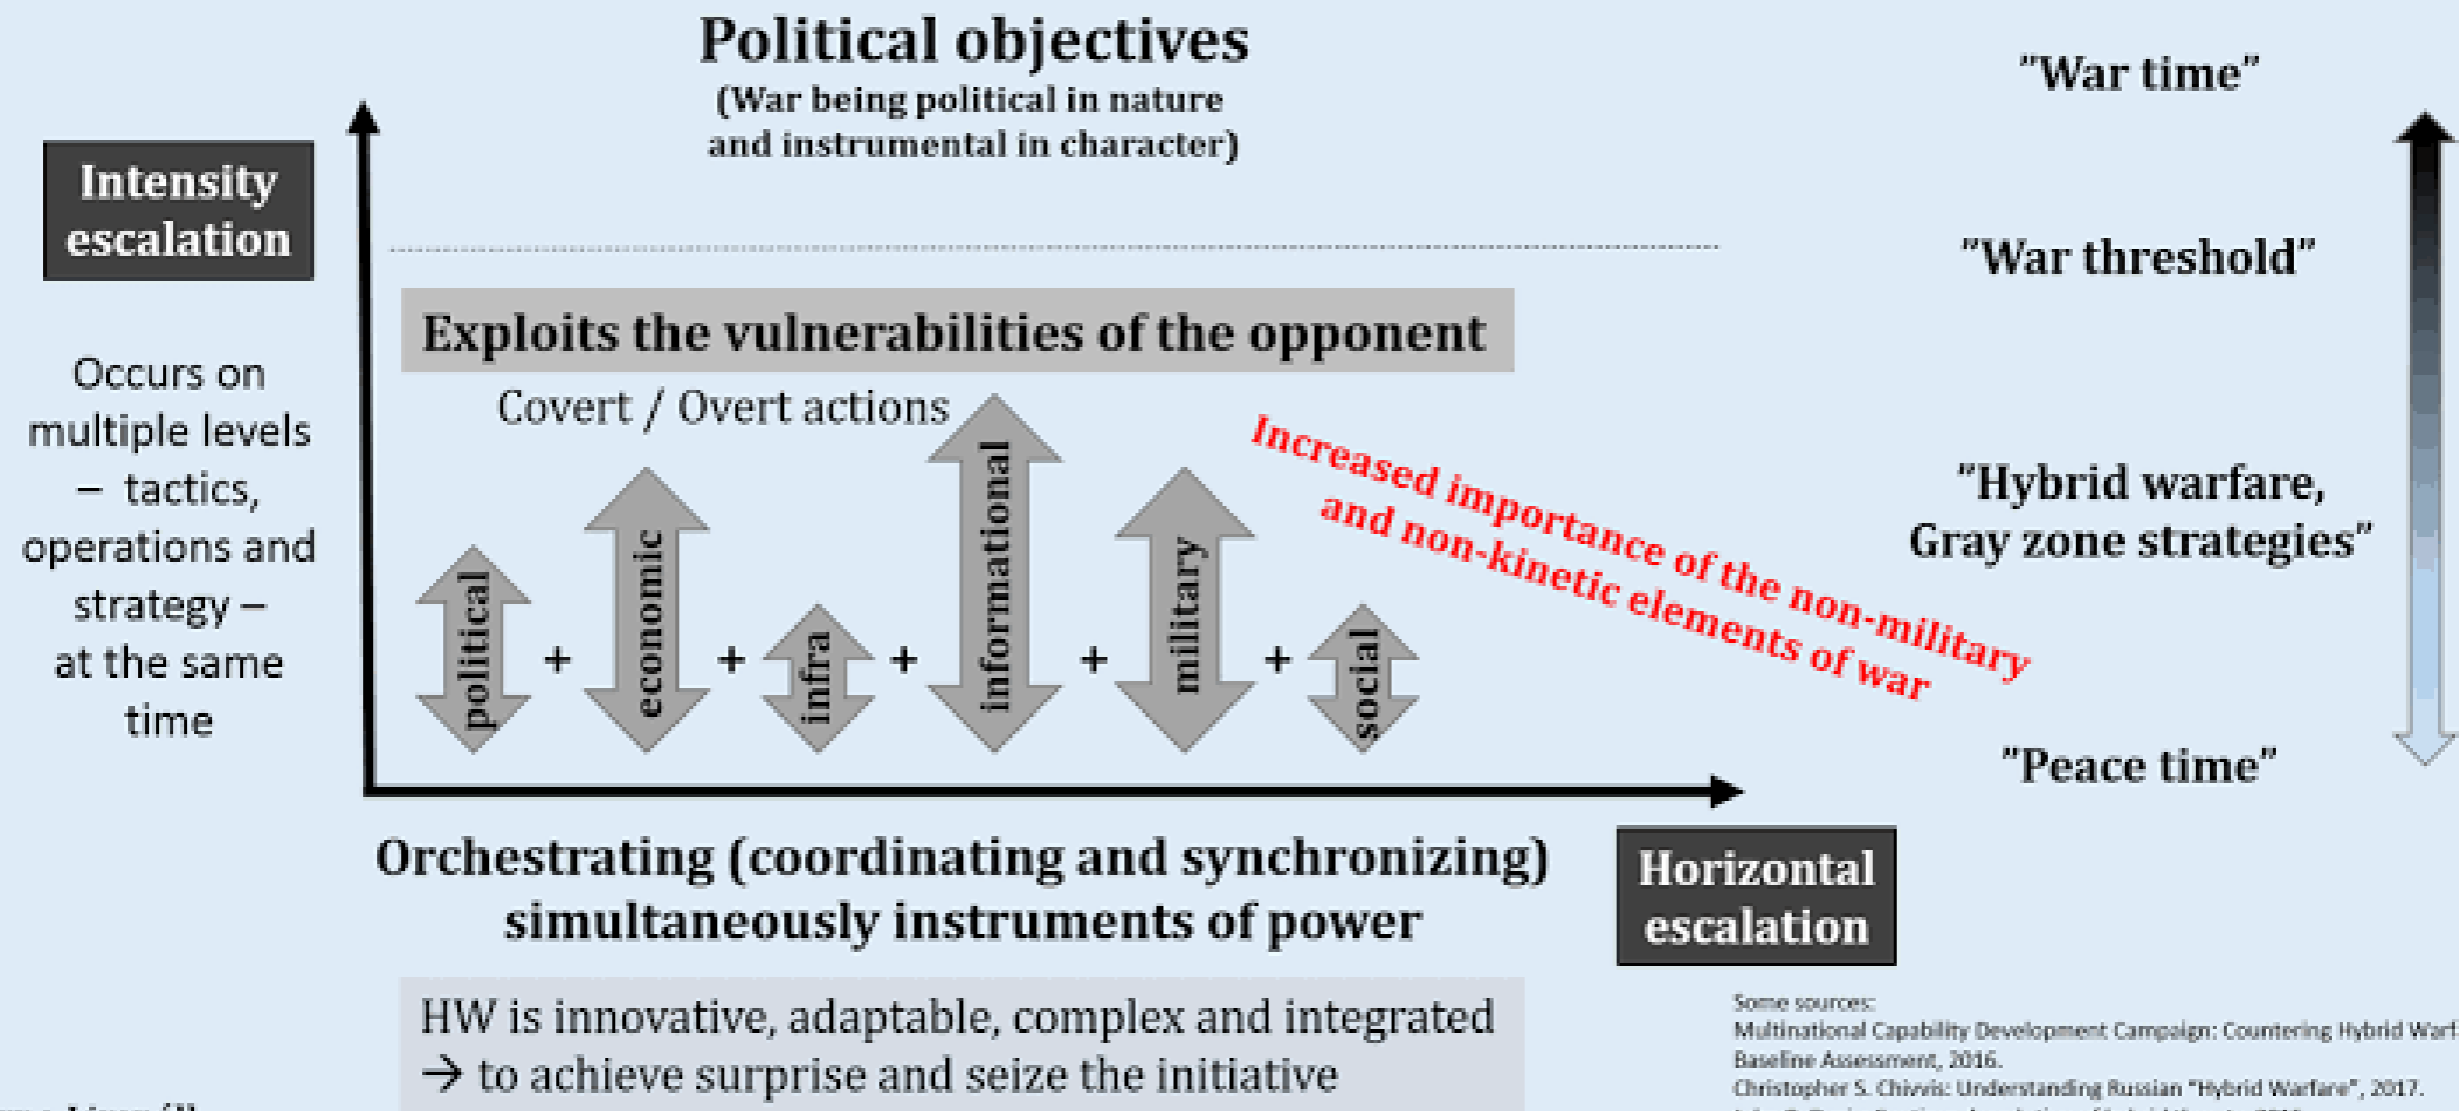 Political objectives
(War being political in nature
and instrumental in character)
"War time"
Intensity
escalation
"War threshold"
Exploits the vulnerabilities of the opponent
Covert / Overt actions
Occurs on
multiple levels
– tactics,
operations and
strategy –
at the same
time
political
+
economic
+
infra
+
informational
+
military
+
social
Increased importance of the non-military
and non-kinetic elements of war
"Hybrid warfare,
Gray zone strategies"
"Peace time"
Orchestrating (coordinating and synchronizing)
simultaneously instruments of power
Horizontal
escalation
HW is innovative, adaptable, complex and integrated
→ to achieve surprise and seize the initiative
Some sources:
Multinational Capability Development Campaign: Countering Hybrid Warf
Baseline Assessment, 2016.
Christopher S. Chivvis: Understanding Russian "Hybrid Warfare", 2017.